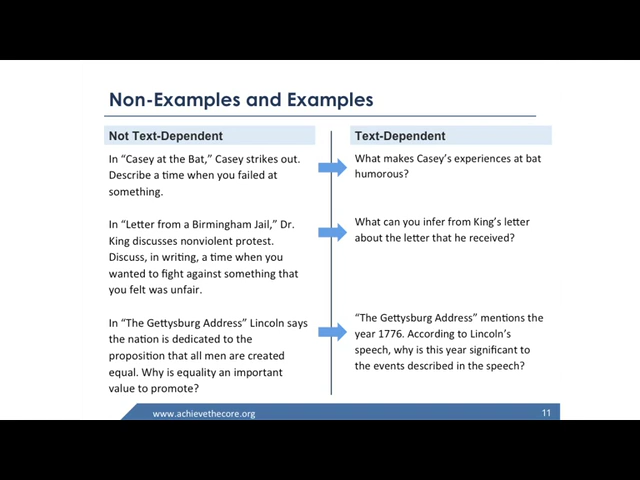 Non-Examples and Examples
Not Text-Dependent
In “Casey at the Bat,” Casey strikes out.
Describe a time when you failed at
something.
In “Letter from a Birmingham Jail,” Dr.
King discusses nonviolent protest.
Discuss, in writing, a time when you
wanted to fight against something that
you felt was unfair.
In “The Gettysburg Address” Lincoln says
the nation is dedicated to the
proposition that all men are created
equal. Why is equality an important
value to promote?
Text-Dependent
What makes Casey’s experiences at bat
humorous?
What can you infer from King’s letter
about the letter that he received?
“The Gettysburg Address” mentions the
year 1776. According to Lincoln’s
speech, why is this year significant to
the events described in the speech?
www.achievethecore.org
11